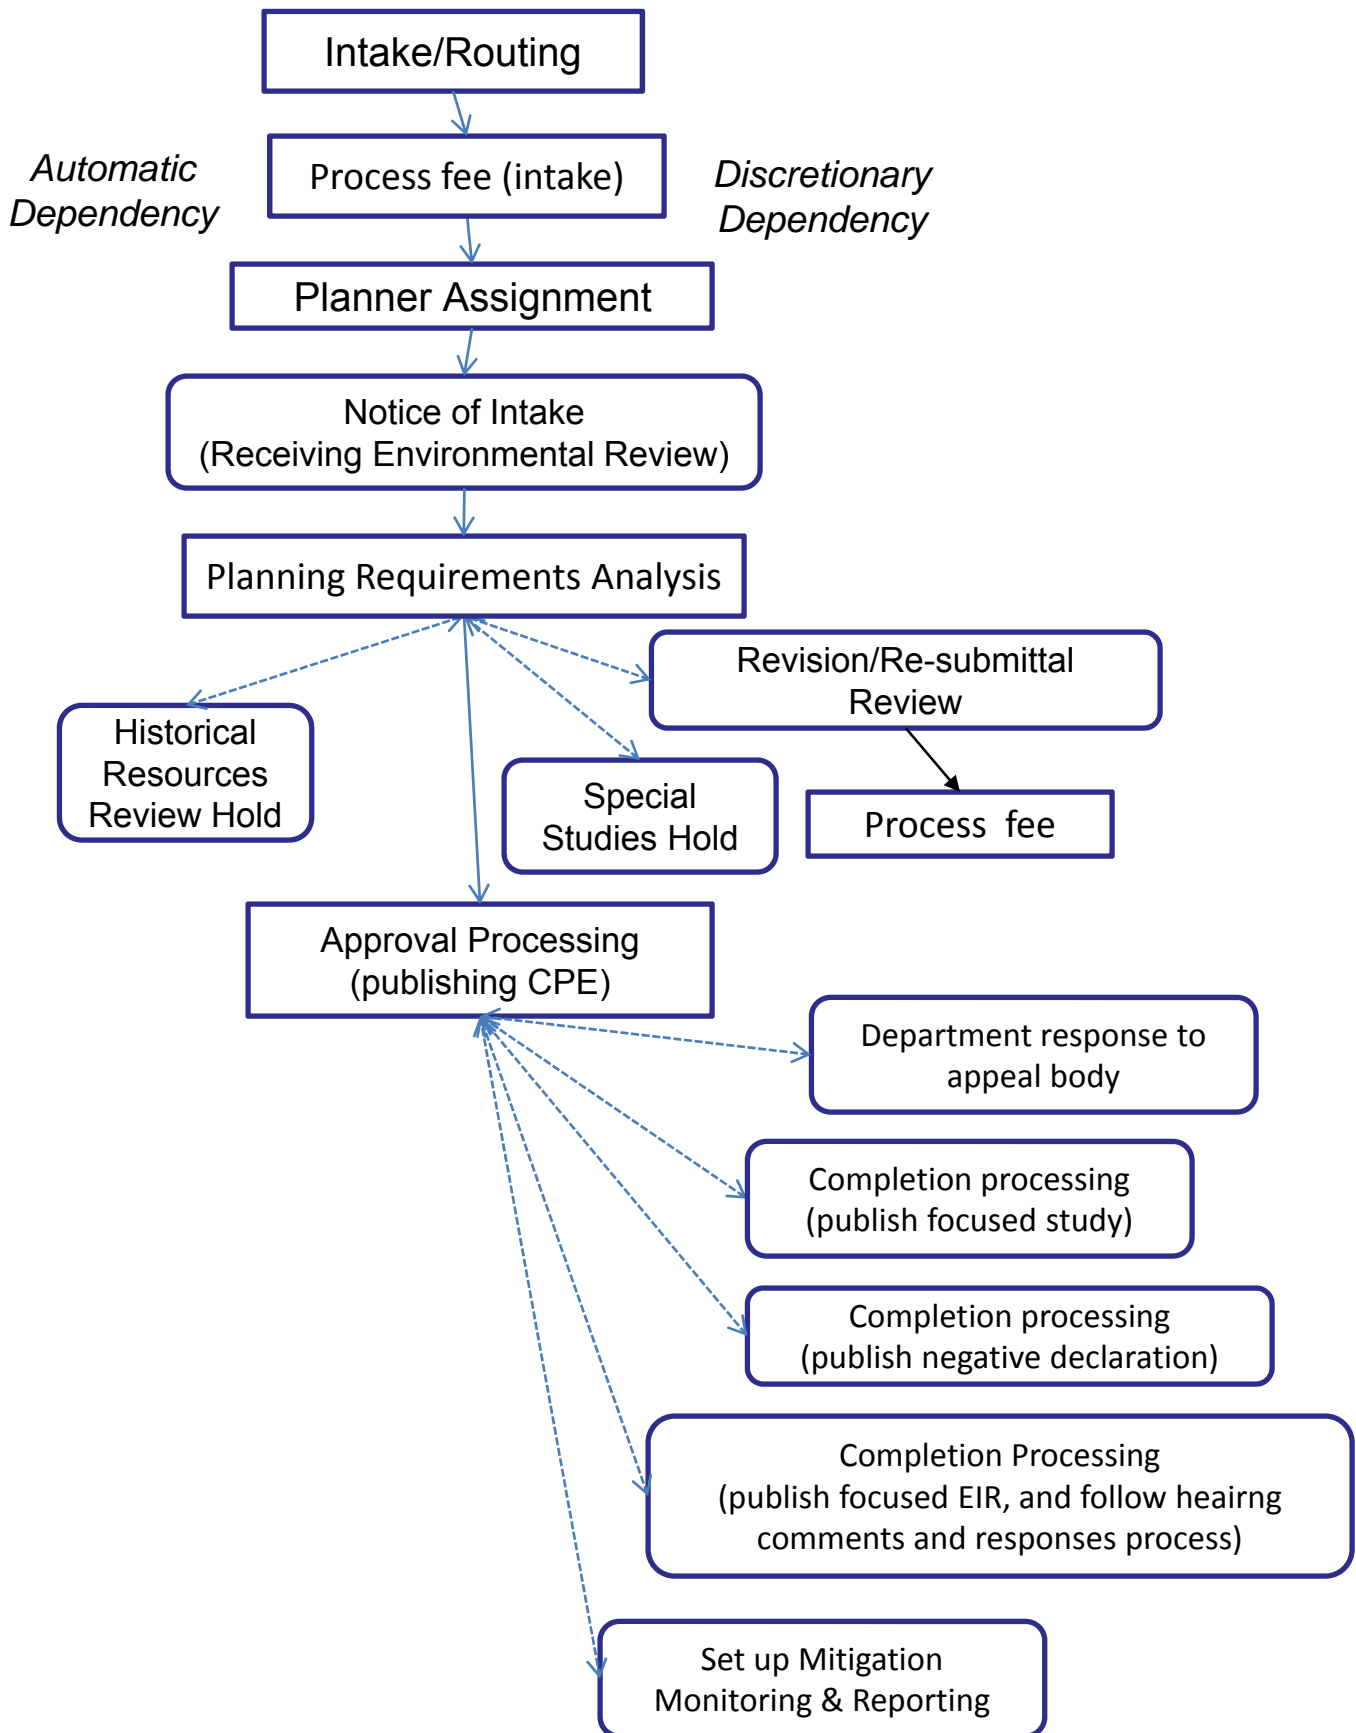 Intake/Routing
Automatic
Dependency
Process fee (intake)
Discretionary
Dependency
Planner Assignment
Notice of Intake
(Receiving Environmental Review)
Planning Requirements Analysis
Revision/Re-submittal
Review
Historical
Resources
Review Hold
Special
Studies Hold
Process fee
Approval Processing
(publishing CPE)
Department response to
appeal body
Completion processing
(publish focused study)
Completion processing
(publish negative declaration)
Completion Processing
(publish focused EIR, and follow heairng
comments and responses process)
Set up Mitigation
Monitoring & Reporting